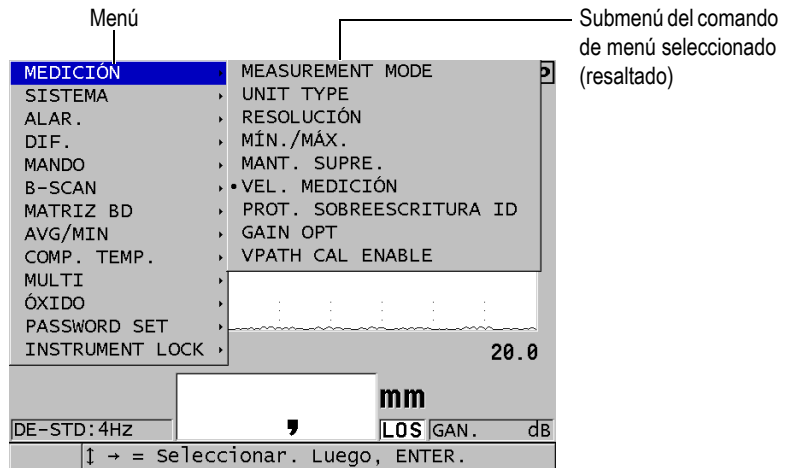 Menú
Submenú del comando
de menú seleccionado
(resaltado)
MEDICIÓN
SISTEMA
ALAR.
DIF.
MANDO
B-SCAN
MATRIZ BD
AVG/MIN
COMP. TEMP.
MULTI
ÓXIDO
PASSWORD SET
INSTRUMENT LOCK
MEASUREMENT MODE
UNIT TYPE
RESOLUCIÓN
MÍN./MÁX.
MANT. SUPRE.
•VEL. MEDICIÓN
PROT. SOBREESCRITURA ID
GAIN OPT
VPATH CAL ENABLE
20.0
mm
DE-STD:4Hz
,
LOS GAN. dB
↕ → = Seleccionar. Luego, ENTER.